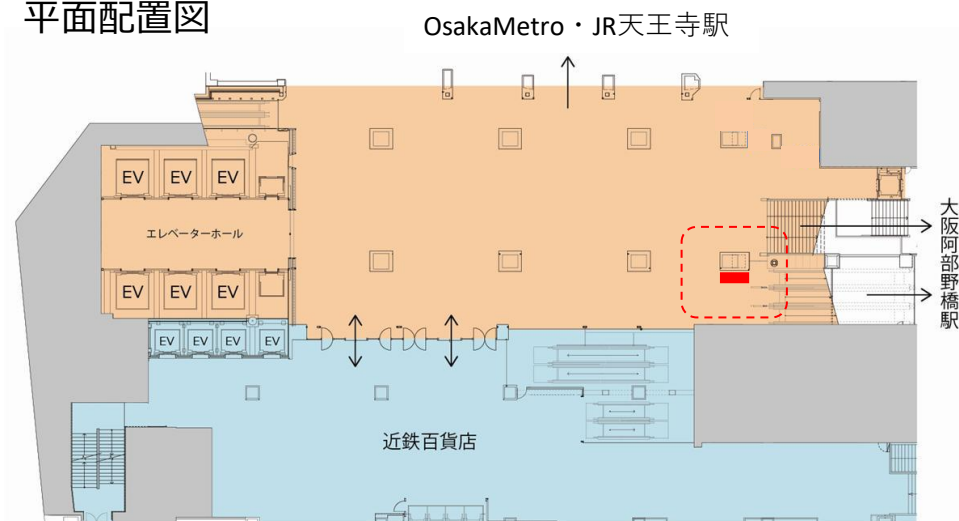 平面配置図
OsakaMetro・JR天王寺駅
EV EV EV
エレベーターホール
大阪阿部野橋駅
EV EV EV
EV EV EV EV
近鉄百貨店